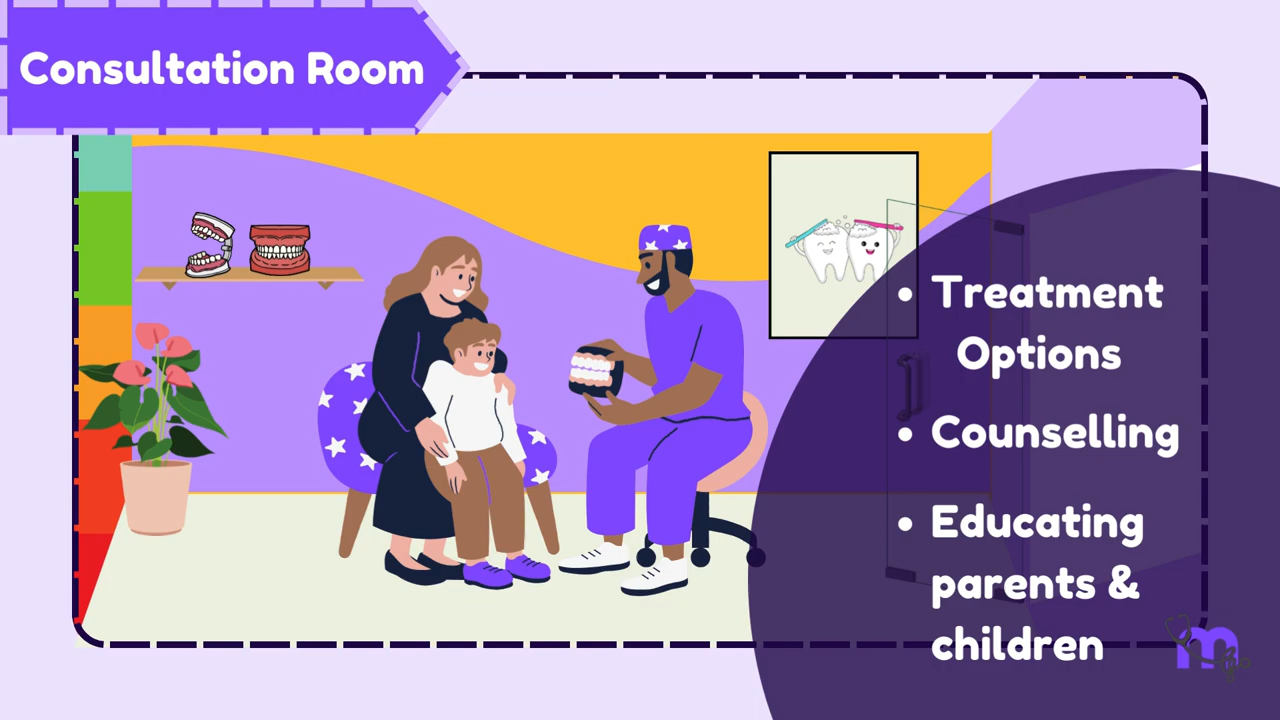 Consultation Room
• Treatment
Options
• Counselling
• Educating
parents &
children
m